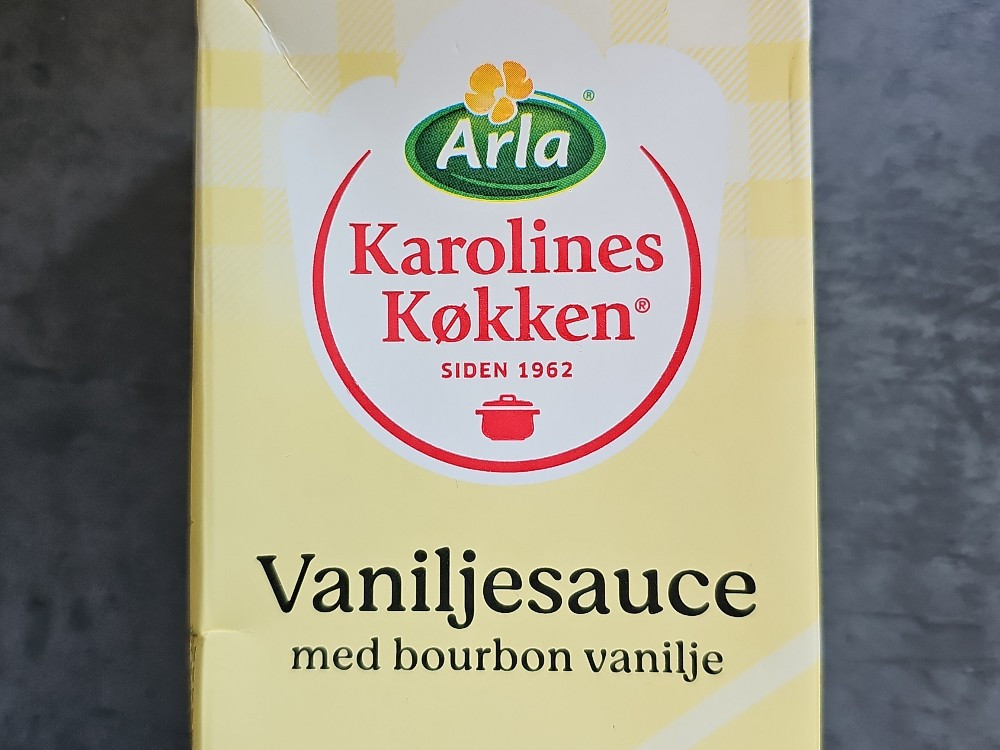 Arla®
Karolines
Køkken®
SIDEN 1962
Vaniljesauce
med bourbon vanilje